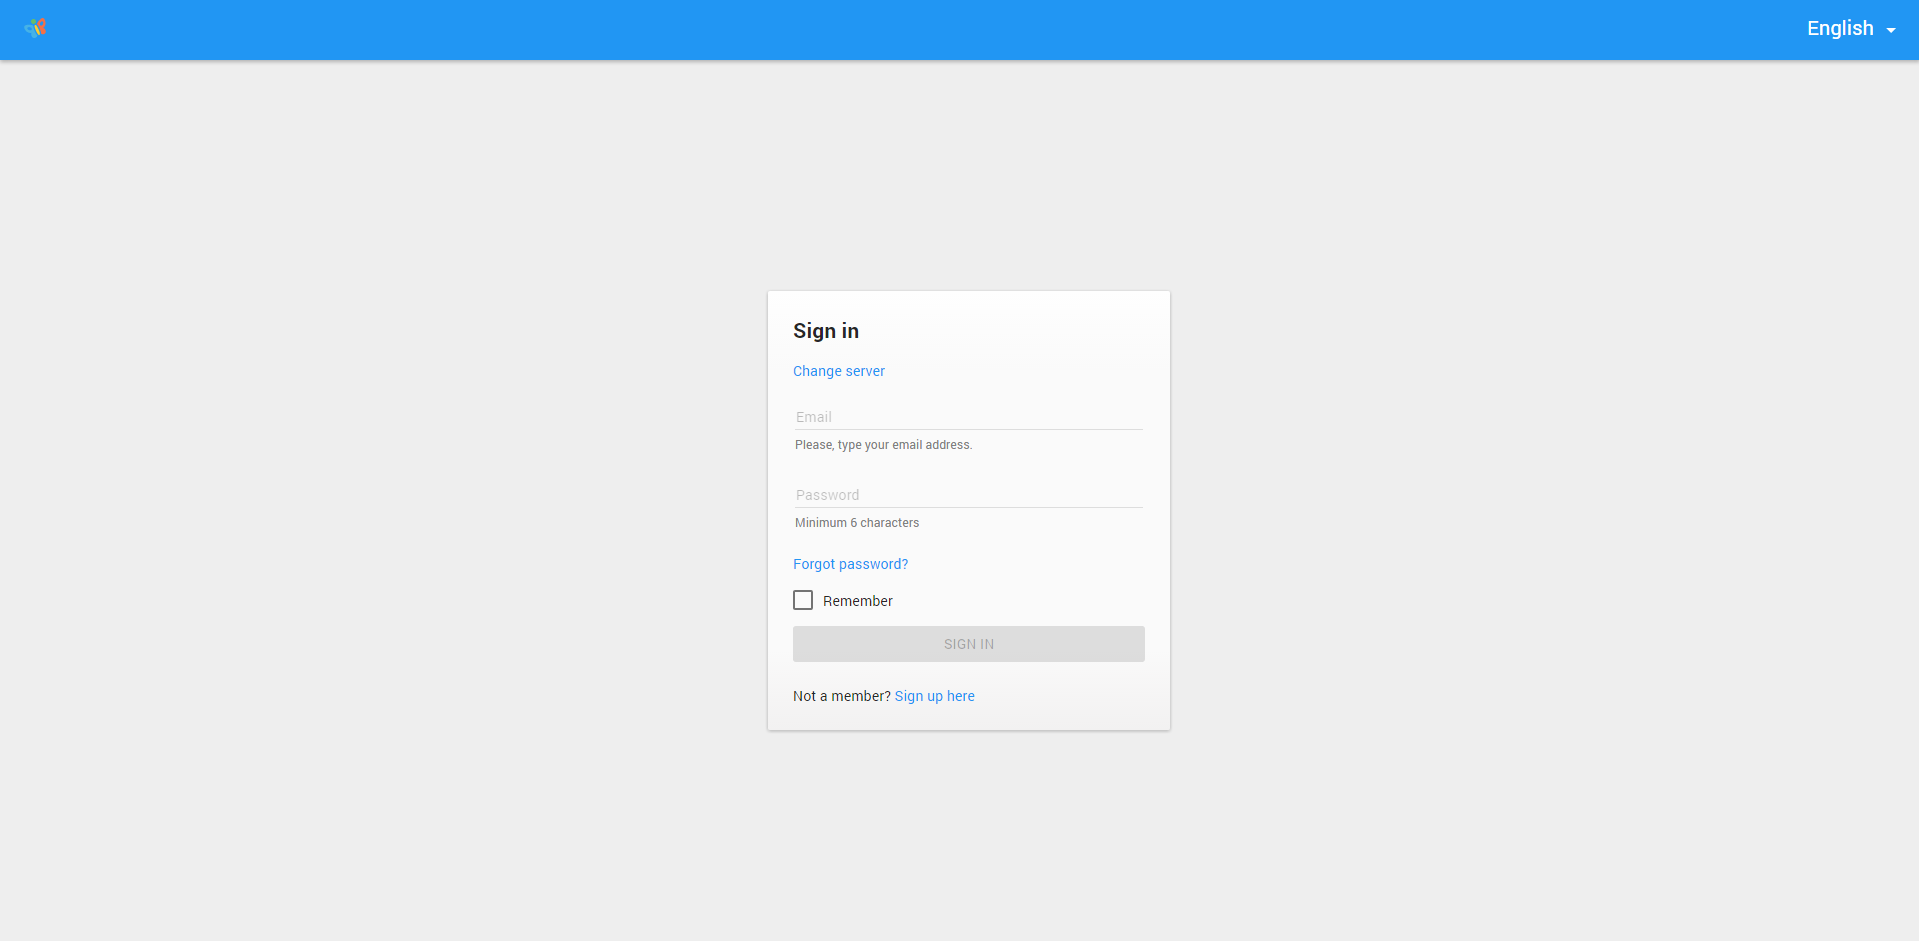 English
Sign in
Change server
Email
Please, type your email address.
Password
Minimum 6 characters
Forgot password?
Remember
SIGN IN
Not a member? Sign up here